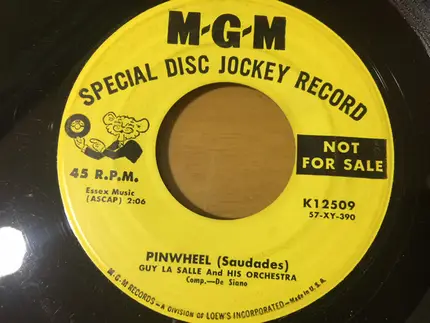 M-G-M
SPECIAL DISC JOCKEY RECORD
NOT
FOR SALE
45 R.P.M.
Essex Music
(ASCAP) 2:06
K12509
57-XY-390
PINWHEEL (Saudades)
GUY LA SALLE And HIS ORCHESTRA
Comp.—De Siano
M-G-M RECORDS—A DIVISION OF LOEW'S INCORPORATED—Made in U.S.A.